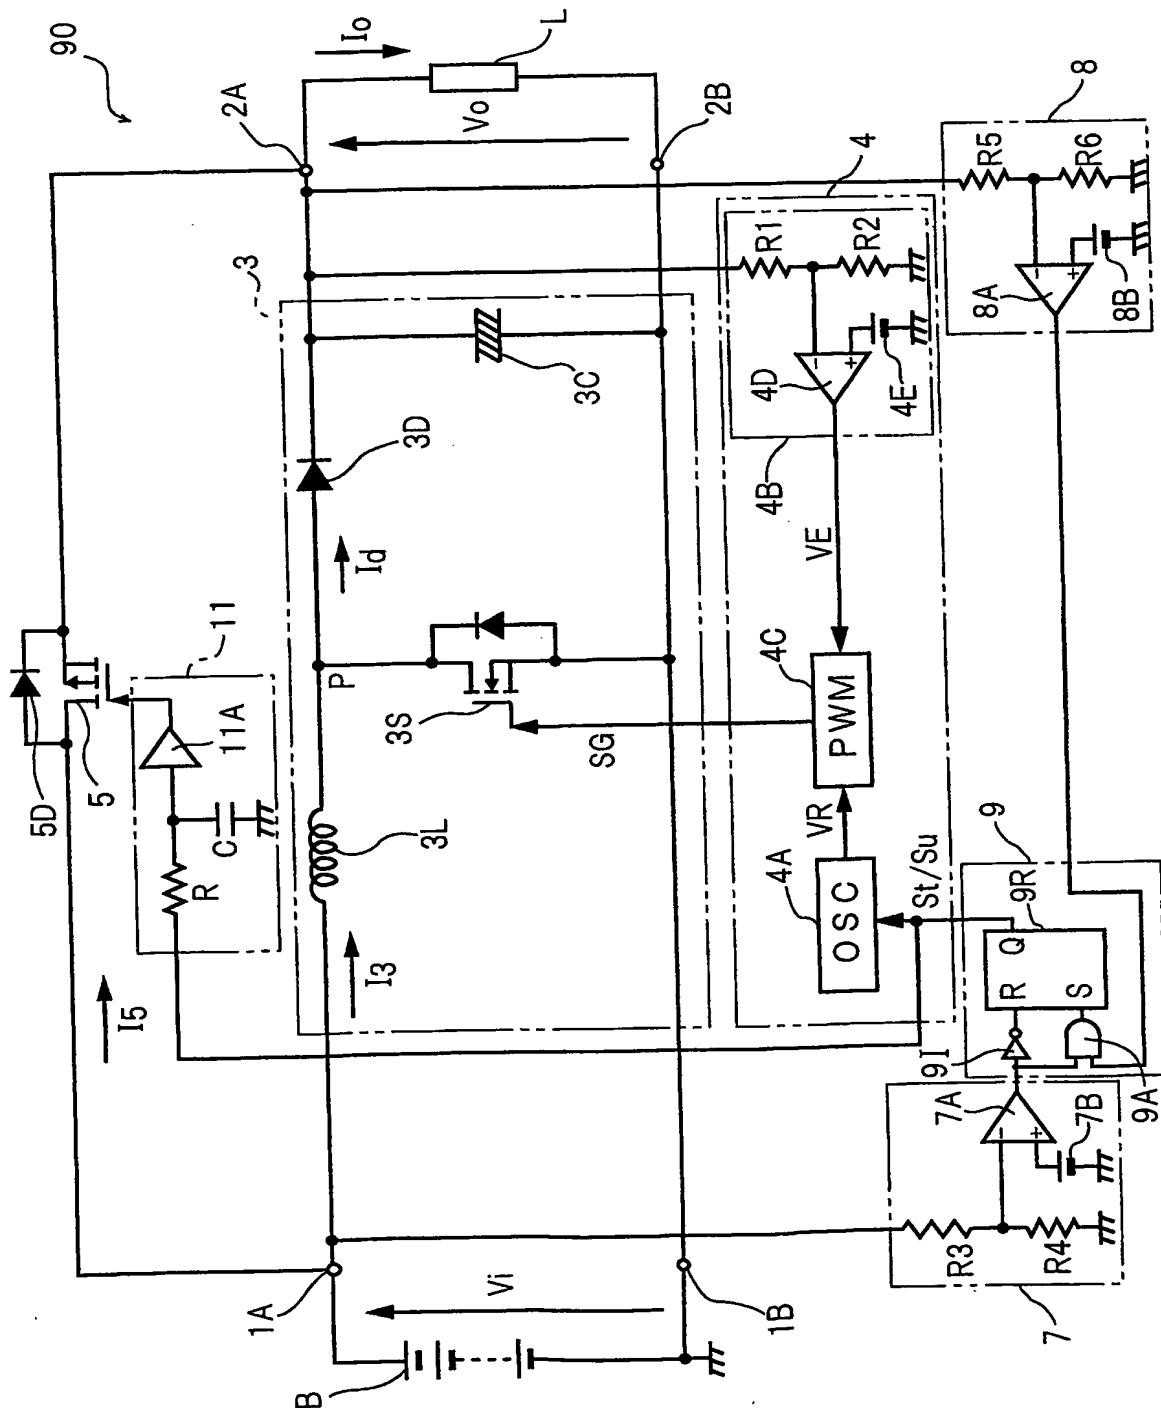 90
2A
Io
L
Vo
2B
5D
5
11
11A
R
C
I5
3
3D
3C
Id
P
3S
3L
I3
SG
1A
Vi
B
1B
4
R1
R2
4D
4E
4B
VE
4C
PWM
VR
4A
OSC
St/Su
8
R5
R6
8A
8B
9
9R
Q
R
S
9I
9A
7A
7B
R3
R4
7